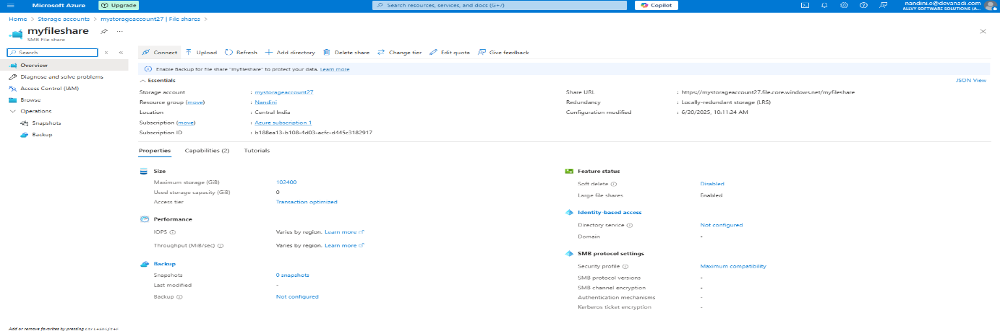 Microsoft Azure
Upgrade
Search resources, services, and docs (G+/)
Copilot
nandini.e@devanadi.com
ALLVY SOFTWARE SOLUTIONS (A...
Home > Storage accounts > mystorageaccount27 | File shares >
myfileshare
SMB File share
Search
Overview
Diagnose and solve problems
Access Control (IAM)
Browse
Operations
Snapshots
Backup
Connect Upload Refresh Add directory Delete share Change tier Edit quota Give feedback
Enable Backup for file share "myfileshare" to protect your data. Learn more
Essentials
JSON View
Storage account : mystorageaccount27
Resource group (move) : Nandini
Location : Central India
Subscription (move) : Azure subscription 1
Subscription ID : b188ea13-b108-4d03-acfc-d445c3182917
Share URL : https://mystorageaccount27.file.core.windows.net/myfileshare
Redundancy : Locally-redundant storage (LRS)
Configuration modified : 6/20/2025, 10:11:24 AM
Properties Capabilities (2) Tutorials
Size
Maximum storage (GiB) 102400
Used storage capacity (GiB) 0
Access tier Transaction optimized
Performance
IOPS Varies by region. Learn more
Throughput (MiB/sec) Varies by region. Learn more
Backup
Snapshots 0 snapshots
Last modified -
Backup Not configured
Feature status
Soft delete Disabled
Large file shares Enabled
Identity-based access
Directory service Not configured
Domain -
SMB protocol settings
Security profile Maximum compatibility
SMB protocol versions -
SMB channel encryption -
Authentication mechanisms -
Kerberos ticket encryption -
Add or remove favorites by pressing Ctrl+Shift+F